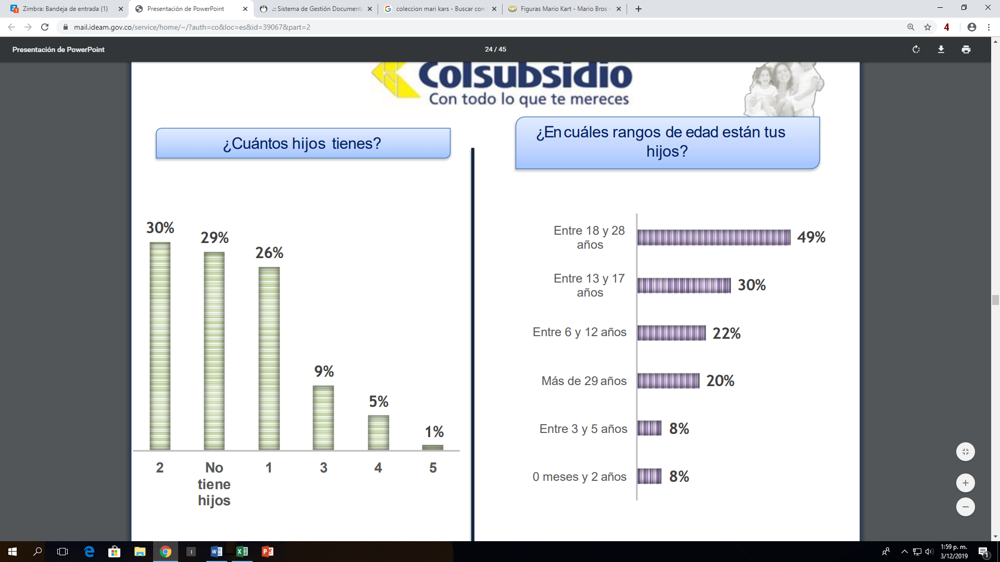 Zimbra: Bandeja de entrada (1)
Presentación de PowerPoint
.:: Sistema de Gestión Documenta
coleccion mari kars - Buscar con
Figuras Mario Kart - Mario Bros -
mail.ideam.gov.co/service/home/~/?auth=co&loc=es&id=39067&part=2
4
Presentación de PowerPoint
24 / 45
Colsubsidio
Con todo lo que te mereces
¿Cuántos hijos tienes?
30%
29%
26%
9%
5%
1%
2
No
tiene
hijos
1
3
4
5
¿En cuáles rangos de edad están tus
hijos?
Entre 18 y 28
años
49%
Entre 13 y 17
años
30%
Entre 6 y 12 años
22%
Más de 29 años
20%
Entre 3 y 5 años
8%
0 meses y 2 años
8%
1:59 p. m.
3/12/2019
1